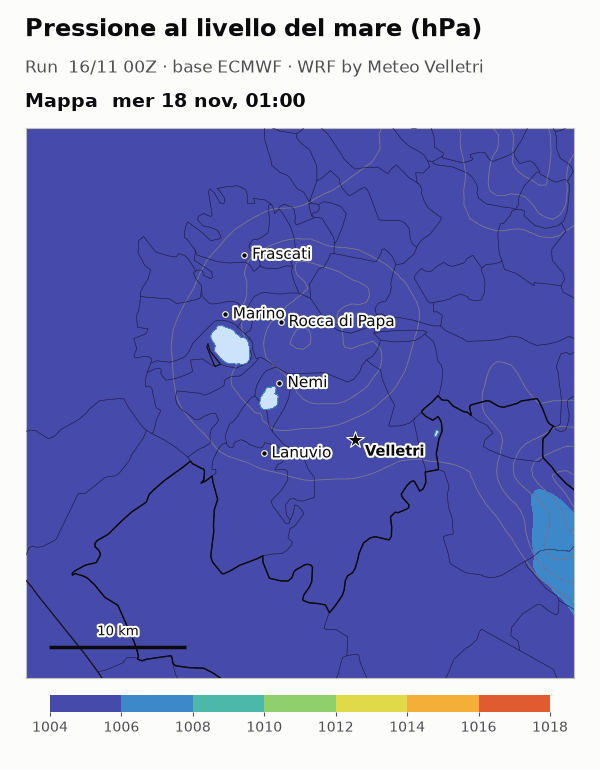 Pressione al livello del mare (hPa)
Run  16/11 00Z · base ECMWF · WRF by Meteo Velletri
Mappa  mer 18 nov, 01:00
Frascati
Marino
Rocca di Papa
Nemi
Velletri
Lanuvio
10 km
1004 1006 1008 1010 1012 1014 1016 1018